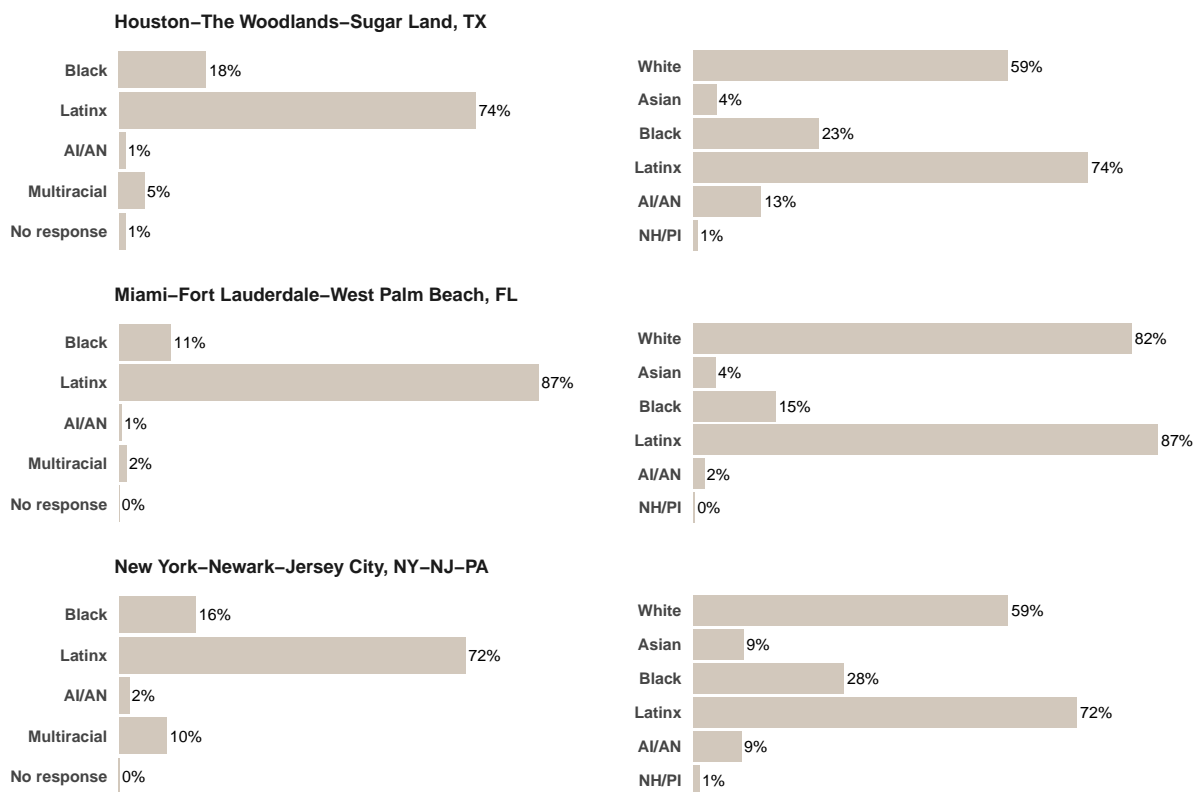 Houston–The Woodlands–Sugar Land, TX
Black 18%
Latinx 74%
AI/AN 1%
Multiracial 5%
No response 1%
White 59%
Asian 4%
Black 23%
Latinx 74%
AI/AN 13%
NH/PI 1%
Miami–Fort Lauderdale–West Palm Beach, FL
Black 11%
Latinx 87%
AI/AN 1%
Multiracial 2%
No response 0%
White 82%
Asian 4%
Black 15%
Latinx 87%
AI/AN 2%
NH/PI 0%
New York–Newark–Jersey City, NY–NJ–PA
Black 16%
Latinx 72%
AI/AN 2%
Multiracial 10%
No response 0%
White 59%
Asian 9%
Black 28%
Latinx 72%
AI/AN 9%
NH/PI 1%